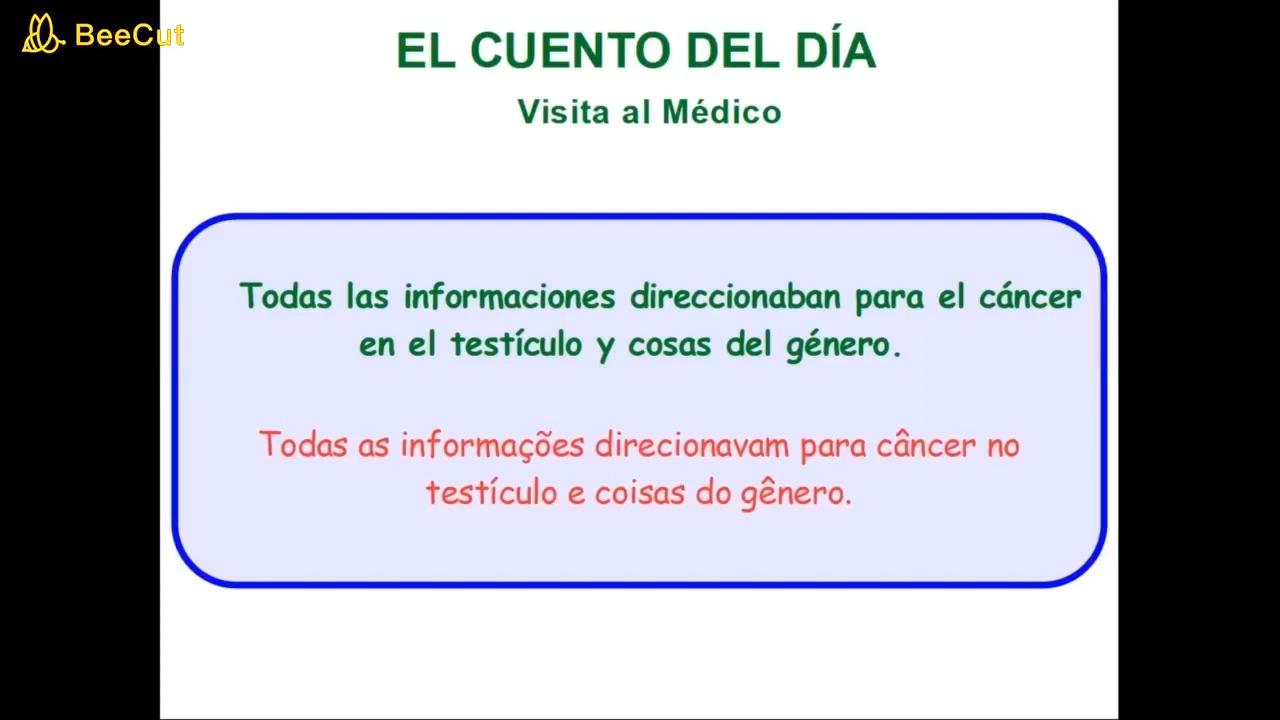 BeeCut
EL CUENTO DEL DÍA
Visita al Médico
Todas las informaciones direccionaban para el cáncer
en el testículo y cosas del género.
Todas as informações direcionavam para câncer no
testículo e coisas do gênero.